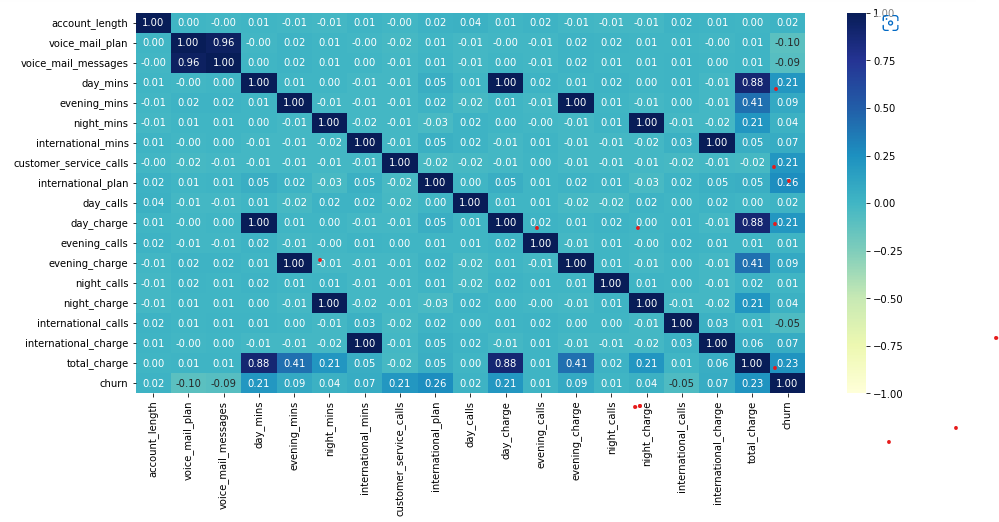 account_length 1.00 0.00 -0.00 0.01 -0.01 -0.01 0.01 -0.00 0.02 0.04 0.01 0.02 -0.01 -0.01 -0.01 0.02 0.01 0.00 0.02
voice_mail_plan 0.00 1.00 0.96 -0.00 0.02 0.01 -0.00 -0.02 0.01 -0.01 -0.00 -0.01 0.02 0.02 0.01 0.01 -0.00 0.01 -0.10
voice_mail_messages -0.00 0.96 1.00 0.00 0.02 0.01 0.00 -0.01 0.01 -0.01 0.00 -0.01 0.02 0.01 0.01 0.01 0.00 0.01 -0.09
day_mins 0.01 -0.00 0.00 1.00 0.01 0.00 -0.01 -0.01 0.05 0.01 1.00 0.02 0.01 0.02 0.00 0.01 -0.01 0.88 0.21
evening_mins -0.01 0.02 0.02 0.01 1.00 -0.01 -0.01 -0.01 0.02 -0.02 0.01 -0.01 1.00 0.01 -0.01 0.00 -0.01 0.41 0.09
night_mins -0.01 0.01 0.01 0.00 -0.01 1.00 -0.02 -0.01 -0.03 0.02 0.00 -0.00 -0.01 0.01 1.00 -0.01 -0.02 0.21 0.04
international_mins 0.01 -0.00 0.00 -0.01 -0.01 -0.02 1.00 -0.01 0.05 0.02 -0.01 0.01 -0.01 -0.01 -0.02 0.03 1.00 0.05 0.07
customer_service_calls -0.00 -0.02 -0.01 -0.01 -0.01 -0.01 -0.01 1.00 -0.02 -0.02 -0.01 0.00 -0.01 -0.01 -0.01 -0.02 -0.01 -0.02 0.21
international_plan 0.02 0.01 0.01 0.05 0.02 -0.03 0.05 -0.02 1.00 0.00 0.05 0.01 0.02 0.01 -0.03 0.02 0.05 0.05 0.26
day_calls 0.04 -0.01 -0.01 0.01 -0.02 0.02 0.02 -0.02 0.00 1.00 0.01 0.01 -0.02 -0.02 0.02 0.00 0.02 0.00 0.02
day_charge 0.01 -0.00 0.00 1.00 0.01 0.00 -0.01 -0.01 0.05 0.01 1.00 0.02 0.01 0.02 0.00 0.01 -0.01 0.88 0.21
evening_calls 0.02 -0.01 -0.01 0.02 -0.01 -0.00 0.01 0.00 0.01 0.01 0.02 1.00 -0.01 0.01 -0.00 0.02 0.01 0.01 0.01
evening_charge -0.01 0.02 0.02 0.01 1.00 -0.01 -0.01 -0.01 0.02 -0.02 0.01 -0.01 1.00 0.01 -0.01 0.00 -0.01 0.41 0.09
night_calls -0.01 0.02 0.01 0.02 0.01 0.01 -0.01 -0.01 0.01 -0.02 0.02 0.01 0.01 1.00 0.01 0.00 -0.01 0.02 0.01
night_charge -0.01 0.01 0.01 0.00 -0.01 1.00 -0.02 -0.01 -0.03 0.02 0.00 -0.00 -0.01 0.01 1.00 -0.01 -0.02 0.21 0.04
international_calls 0.02 0.01 0.01 0.01 0.00 -0.01 0.03 -0.02 0.02 0.00 0.01 0.02 0.00 0.00 -0.01 1.00 0.03 0.01 -0.05
international_charge 0.01 -0.00 0.00 -0.01 -0.01 -0.02 1.00 -0.01 0.05 0.02 -0.01 0.01 -0.01 -0.01 -0.02 0.03 1.00 0.06 0.07
total_charge 0.00 0.01 0.01 0.88 0.41 0.21 0.05 -0.02 0.05 0.00 0.88 0.01 0.41 0.02 0.21 0.01 0.06 1.00 0.23
churn 0.02 -0.10 -0.09 0.21 0.09 0.04 0.07 0.21 0.26 0.02 0.21 0.01 0.09 0.01 0.04 -0.05 0.07 0.23 1.00
account_length
voice_mail_plan
voice_mail_messages
day_mins
evening_mins
night_mins
international_mins
customer_service_calls
international_plan
day_calls
day_charge
evening_calls
evening_charge
night_calls
night_charge
international_calls
international_charge
total_charge
churn
1.00
0.75
0.50
0.25
0.00
−0.25
−0.50
−0.75
−1.00